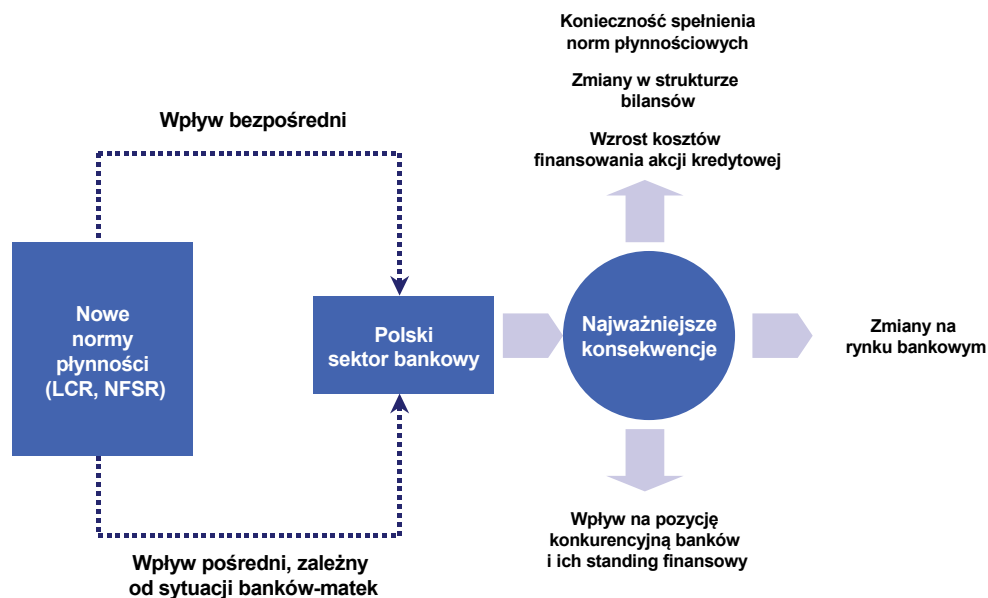 Konieczność spełnienia
norm płynnościowych
Zmiany w strukturze
bilansów
Wzrost kosztów
finansowania akcji kredytowej
Wpływ bezpośredni
Nowe
normy
płynności
(LCR, NFSR)
Polski
sektor bankowy
Najważniejsze
konsekwencje
Zmiany na
rynku bankowym
Wpływ pośredni, zależny
od sytuacji banków-matek
Wpływ na pozycję
konkurencyjną banków
i ich standing finansowy